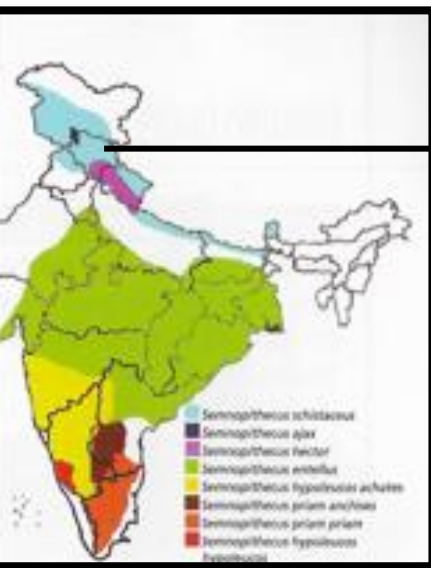 Semnopithecus schistaceus
Semnopithecus ajax
Semnopithecus hector
Semnopithecus entellus
Semnopithecus hypoleucos achates
Semnopithecus priam anchises
Semnopithecus priam priam
Semnopithecus hypoleucos
hypoleucos